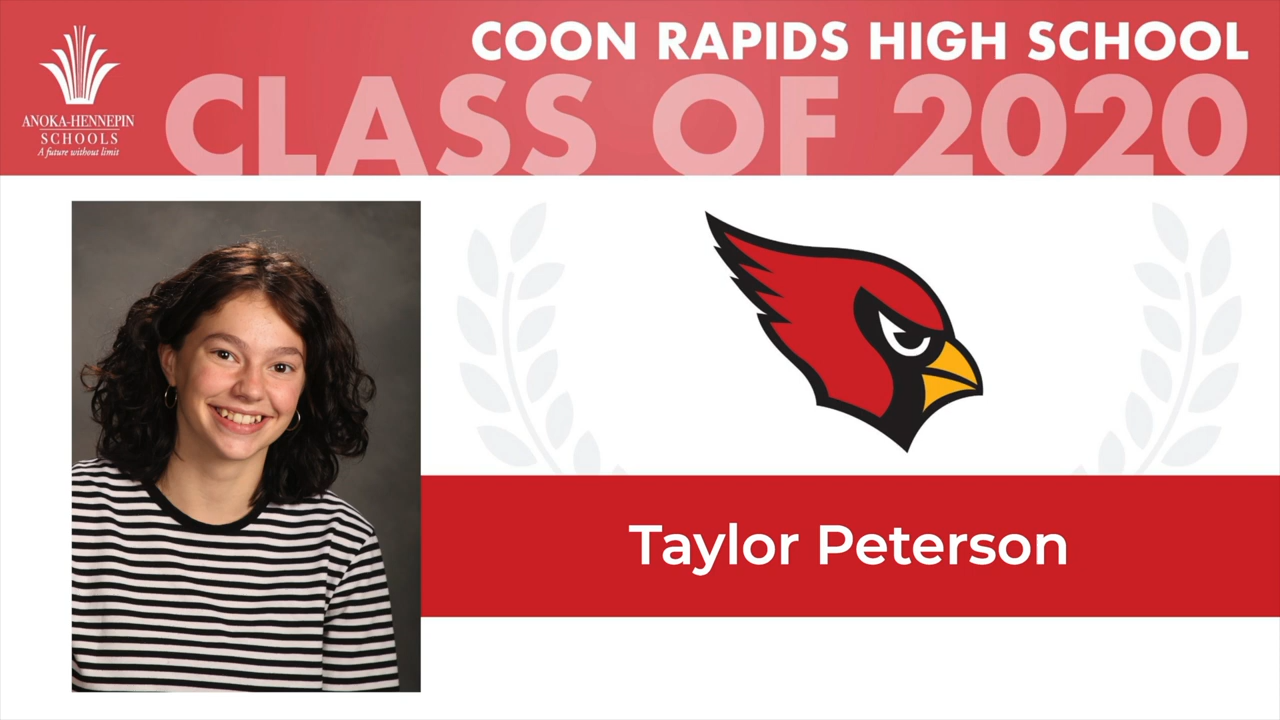 COON RAPIDS HIGH SCHOOL
CLASS OF 2020
ANOKA-HENNEPIN
SCHOOLS
A future without limit
Taylor Peterson